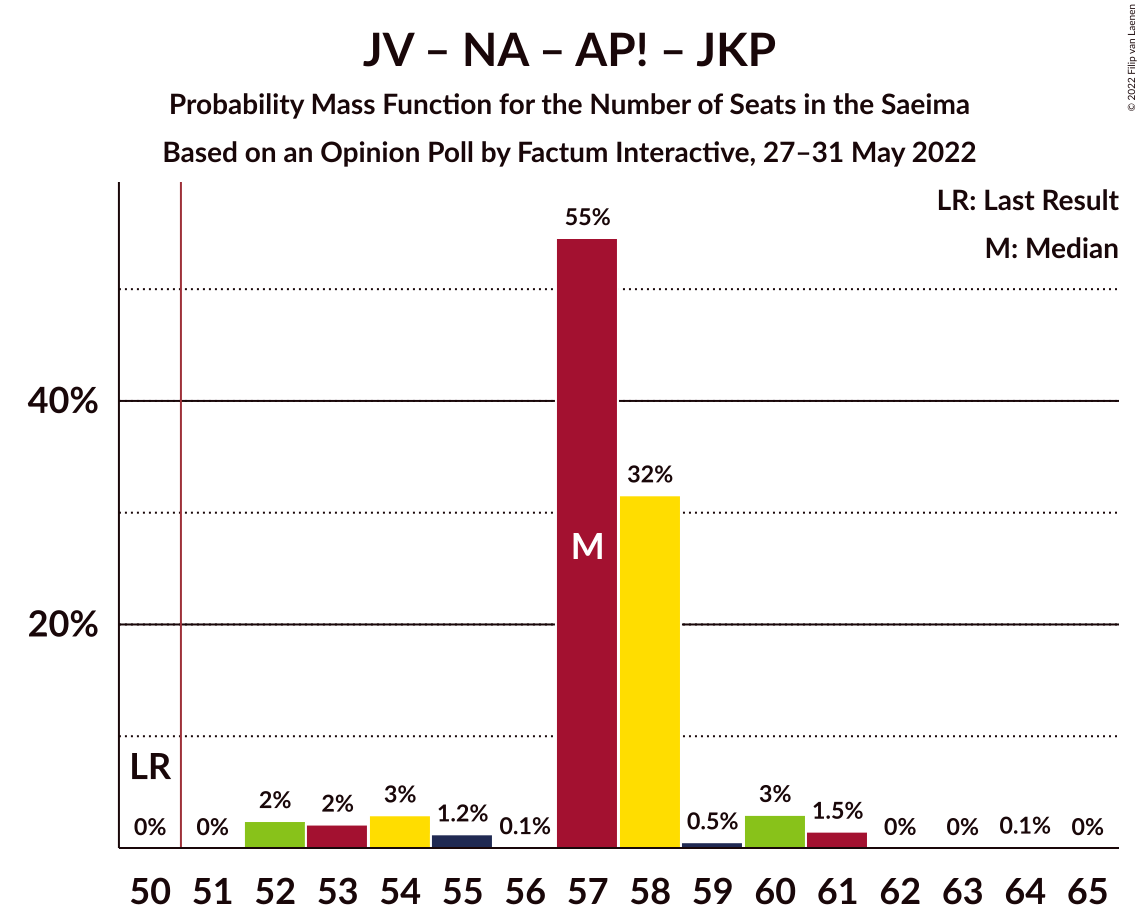 JV – NA – AP! – JKP
Probability Mass Function for the Number of Seats in the Saeima
Based on an Opinion Poll by Factum Interactive, 27–31 May 2022
© 2022 Filip van Laenen
LR: Last Result
M: Median
55%
40%
32%
M
20%
LR
0% 0% 2% 2% 3% 1.2% 0.1% 0.5% 3% 1.5% 0% 0% 0.1% 0%
50 51 52 53 54 55 56 57 58 59 60 61 62 63 64 65